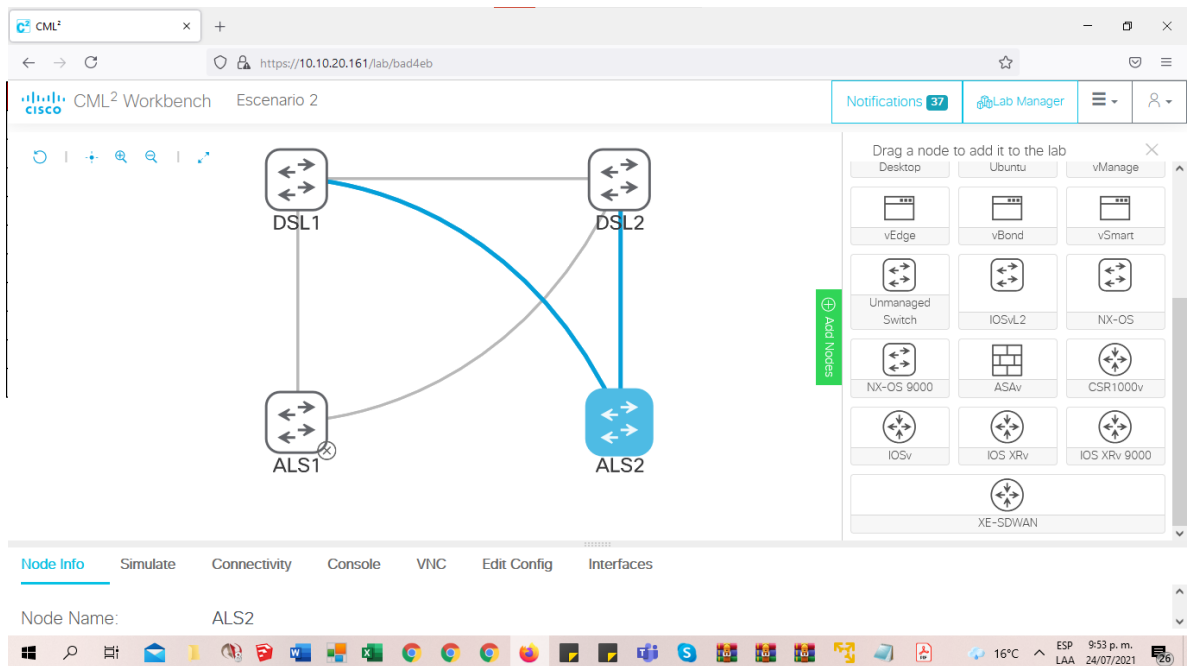 CML²
https://10.10.20.161/lab/bad4eb
CISCO CML² Workbench Escenario 2 Notifications 37 Lab Manager
Drag a node to add it to the lab
Desktop Ubuntu vManage
vEdge vBond vSmart
Unmanaged Switch IOSvL2 NX-OS
NX-OS 9000 ASAv CSR1000v
IOSv IOS XRv IOS XRv 9000
XE-SDWAN
Add Nodes
DSL1 DSL2
ALS1 ALS2
Node Info Simulate Connectivity Console VNC Edit Config Interfaces
Node Name: ALS2
16°C ESP 9:53 p. m.
LAA 24/07/2021 26